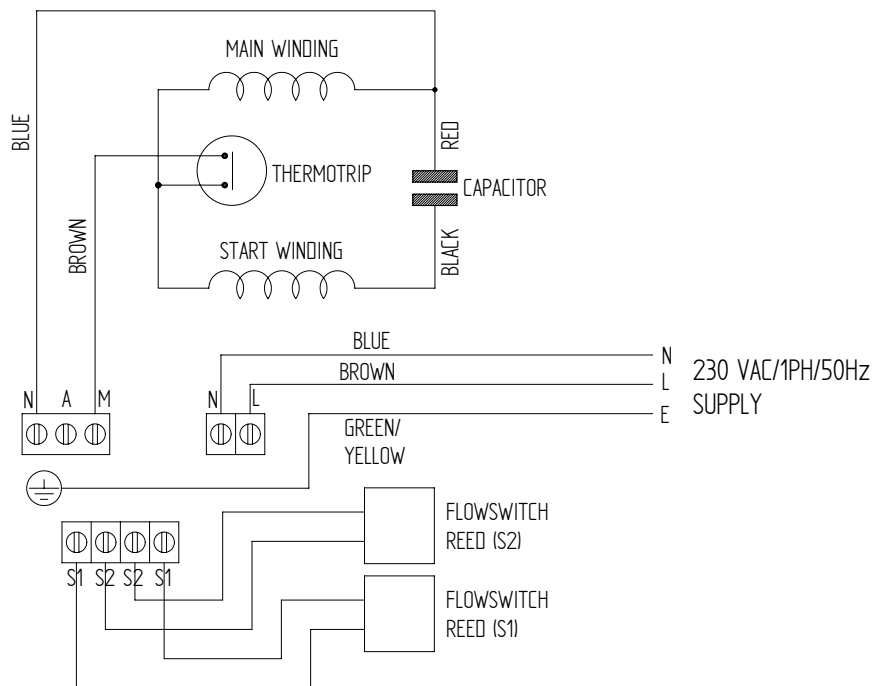 MAIN WINDING
BLUE
RED
THERMOTRIP
CAPACITOR
BROWN
START WINDING
BLACK
BLUE
N
BROWN
L
230 VAC/1PH/50Hz
SUPPLY
N A M
N L
E
GREEN/
YELLOW
FLOWSWITCH
REED (S2)
S1 S2 S2 S1
FLOWSWITCH
REED (S1)